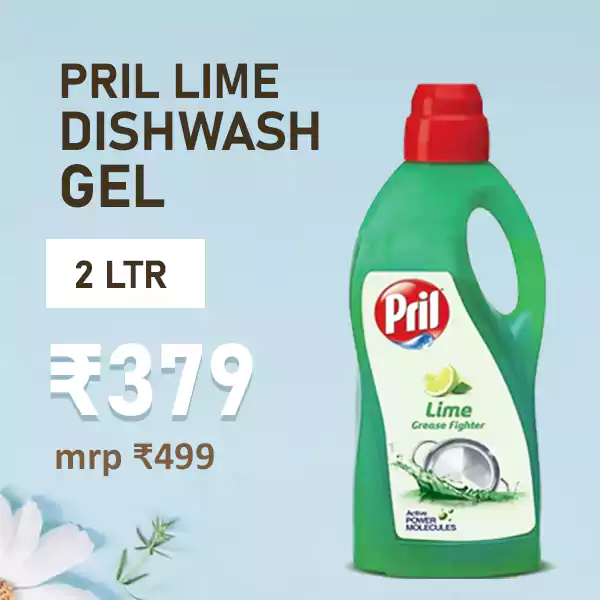 PRIL LIME
DISHWASH
GEL
2 LTR
₹379
mrp ₹499
Pril
Lime
Grease Fighter
Active
POWER
MOLECULES